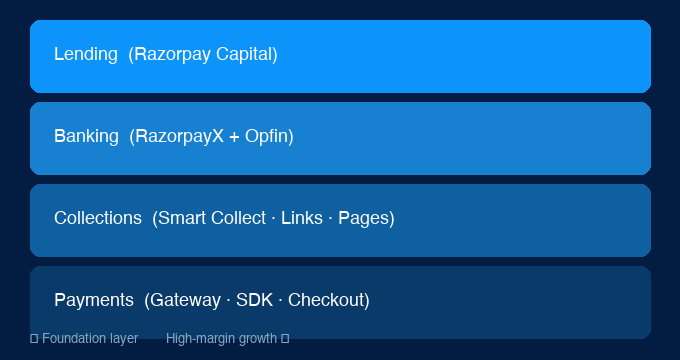 Lending (Razorpay Capital)
Banking (RazorpayX + Opfin)
Collections (Smart Collect · Links · Pages)
Payments (Gateway · SDK · Checkout)
Foundation layer High-margin growth